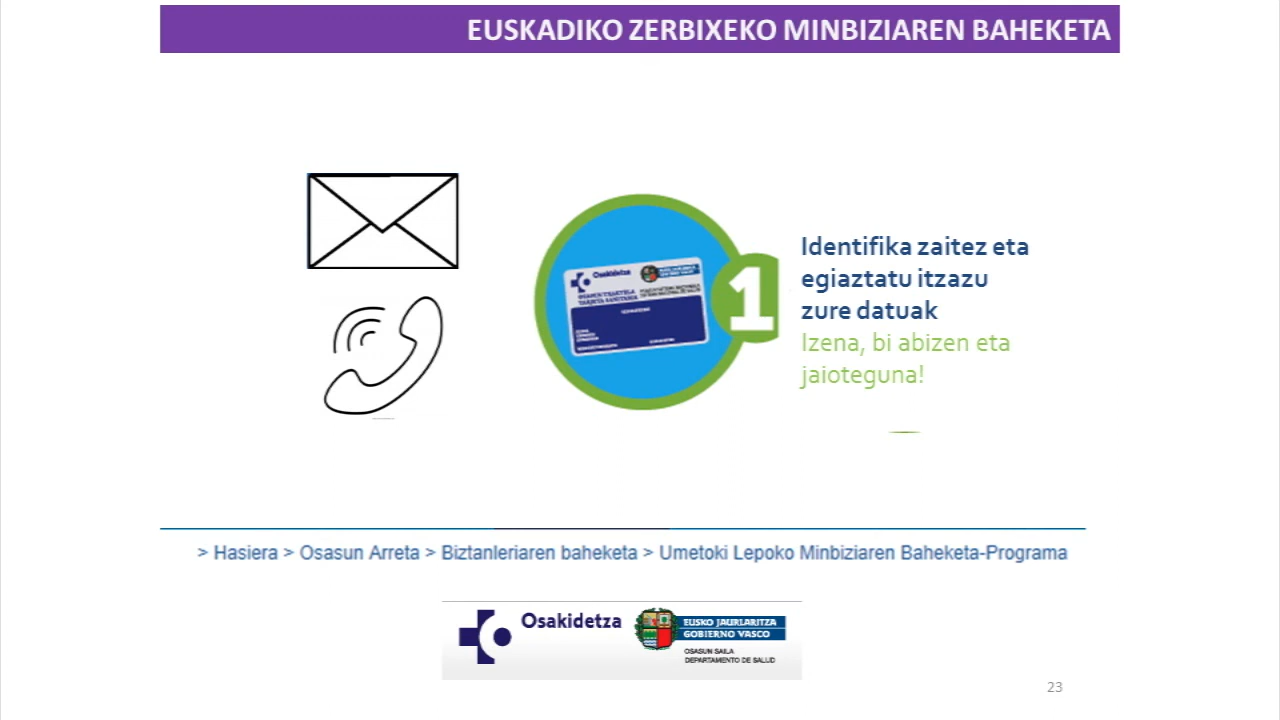 EUSKADIKO ZERBIXEKO MINBIZIAREN BAHEKETA
Osakidetza
1
Identifika zaitez eta
egiaztatu itzazu
zure datuak
Izena, bi abizen eta
jaioteguna!
> Hasiera > Osasun Arreta > Biztanleriaren baheketa > Umetoki Lepoko Minbiziaren Baheketa-Programa
Osakidetza
EUSKO JAURLARITZA
GOBIERNO VASCO
OSASUN SAILA
DEPARTAMENTO DE SALUD
23